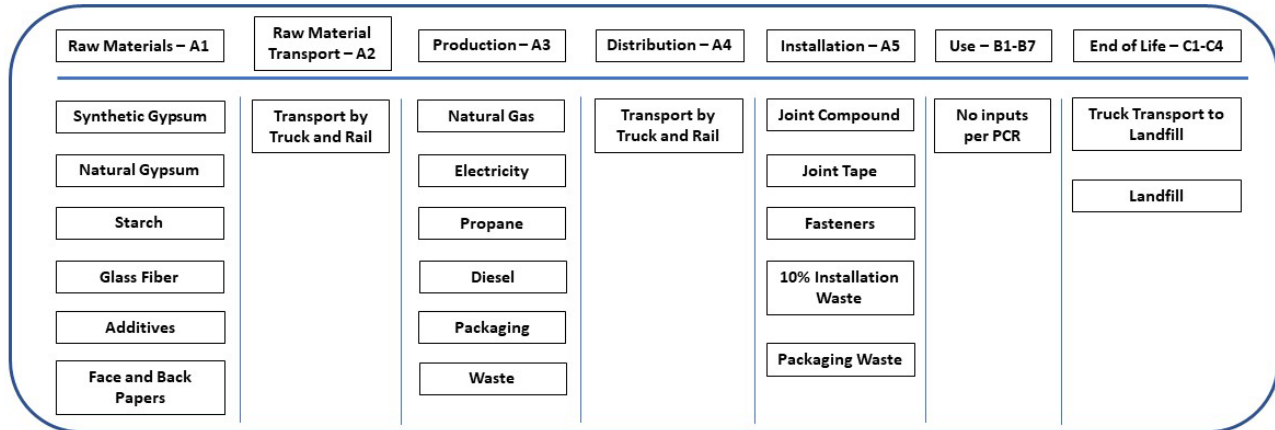 Raw Materials – A1
Raw Material
Transport – A2
Production – A3
Distribution – A4
Installation – A5
Use – B1-B7
End of Life – C1-C4
Synthetic Gypsum
Natural Gypsum
Starch
Glass Fiber
Additives
Face and Back
Papers
Transport by
Truck and Rail
Natural Gas
Electricity
Propane
Diesel
Packaging
Waste
Transport by
Truck and Rail
Joint Compound
Joint Tape
Fasteners
10% Installation
Waste
Packaging Waste
No inputs
per PCR
Truck Transport to
Landfill
Landfill